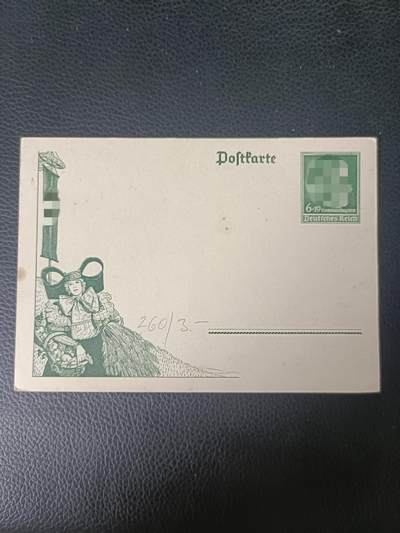 Postkarte
6+19
Deutsches Reich
260/3.-